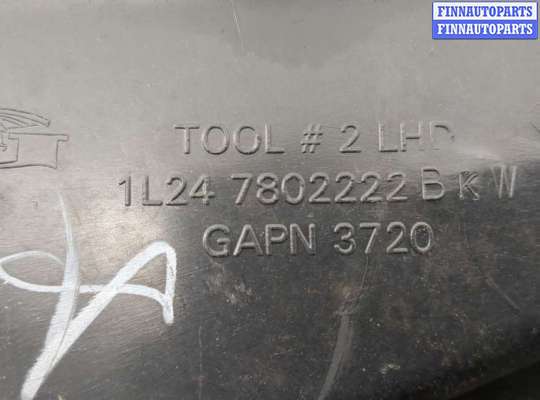 FINNAUTOPARTS
FINNAUTOPARTS
TOOL # 2 LHD
1L24 7802222 B K W
GAPN 3720